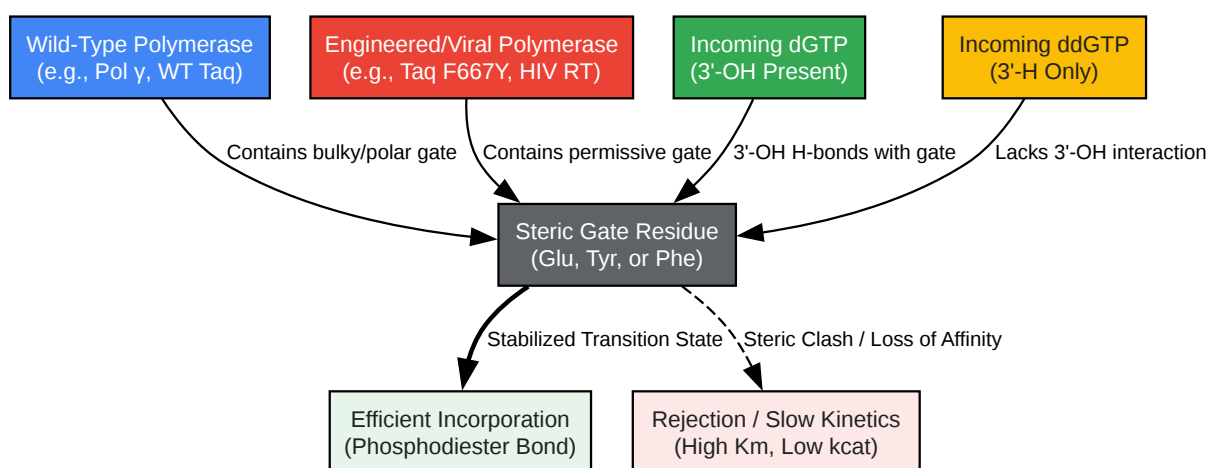 Wild-Type Polymerase
(e.g., Pol γ, WT Taq)
Engineered/Viral Polymerase
(e.g., Taq F667Y, HIV RT)
Incoming dGTP
(3'-OH Present)
Incoming ddGTP
(3'-H Only)
Contains bulky/polar gate
Contains permissive gate
3'-OH H-bonds with gate
Lacks 3'-OH interaction
Steric Gate Residue
(Glu, Tyr, or Phe)
Stabilized Transition State
Steric Clash / Loss of Affinity
Efficient Incorporation
(Phosphodiester Bond)
Rejection / Slow Kinetics
(High Km, Low kcat)